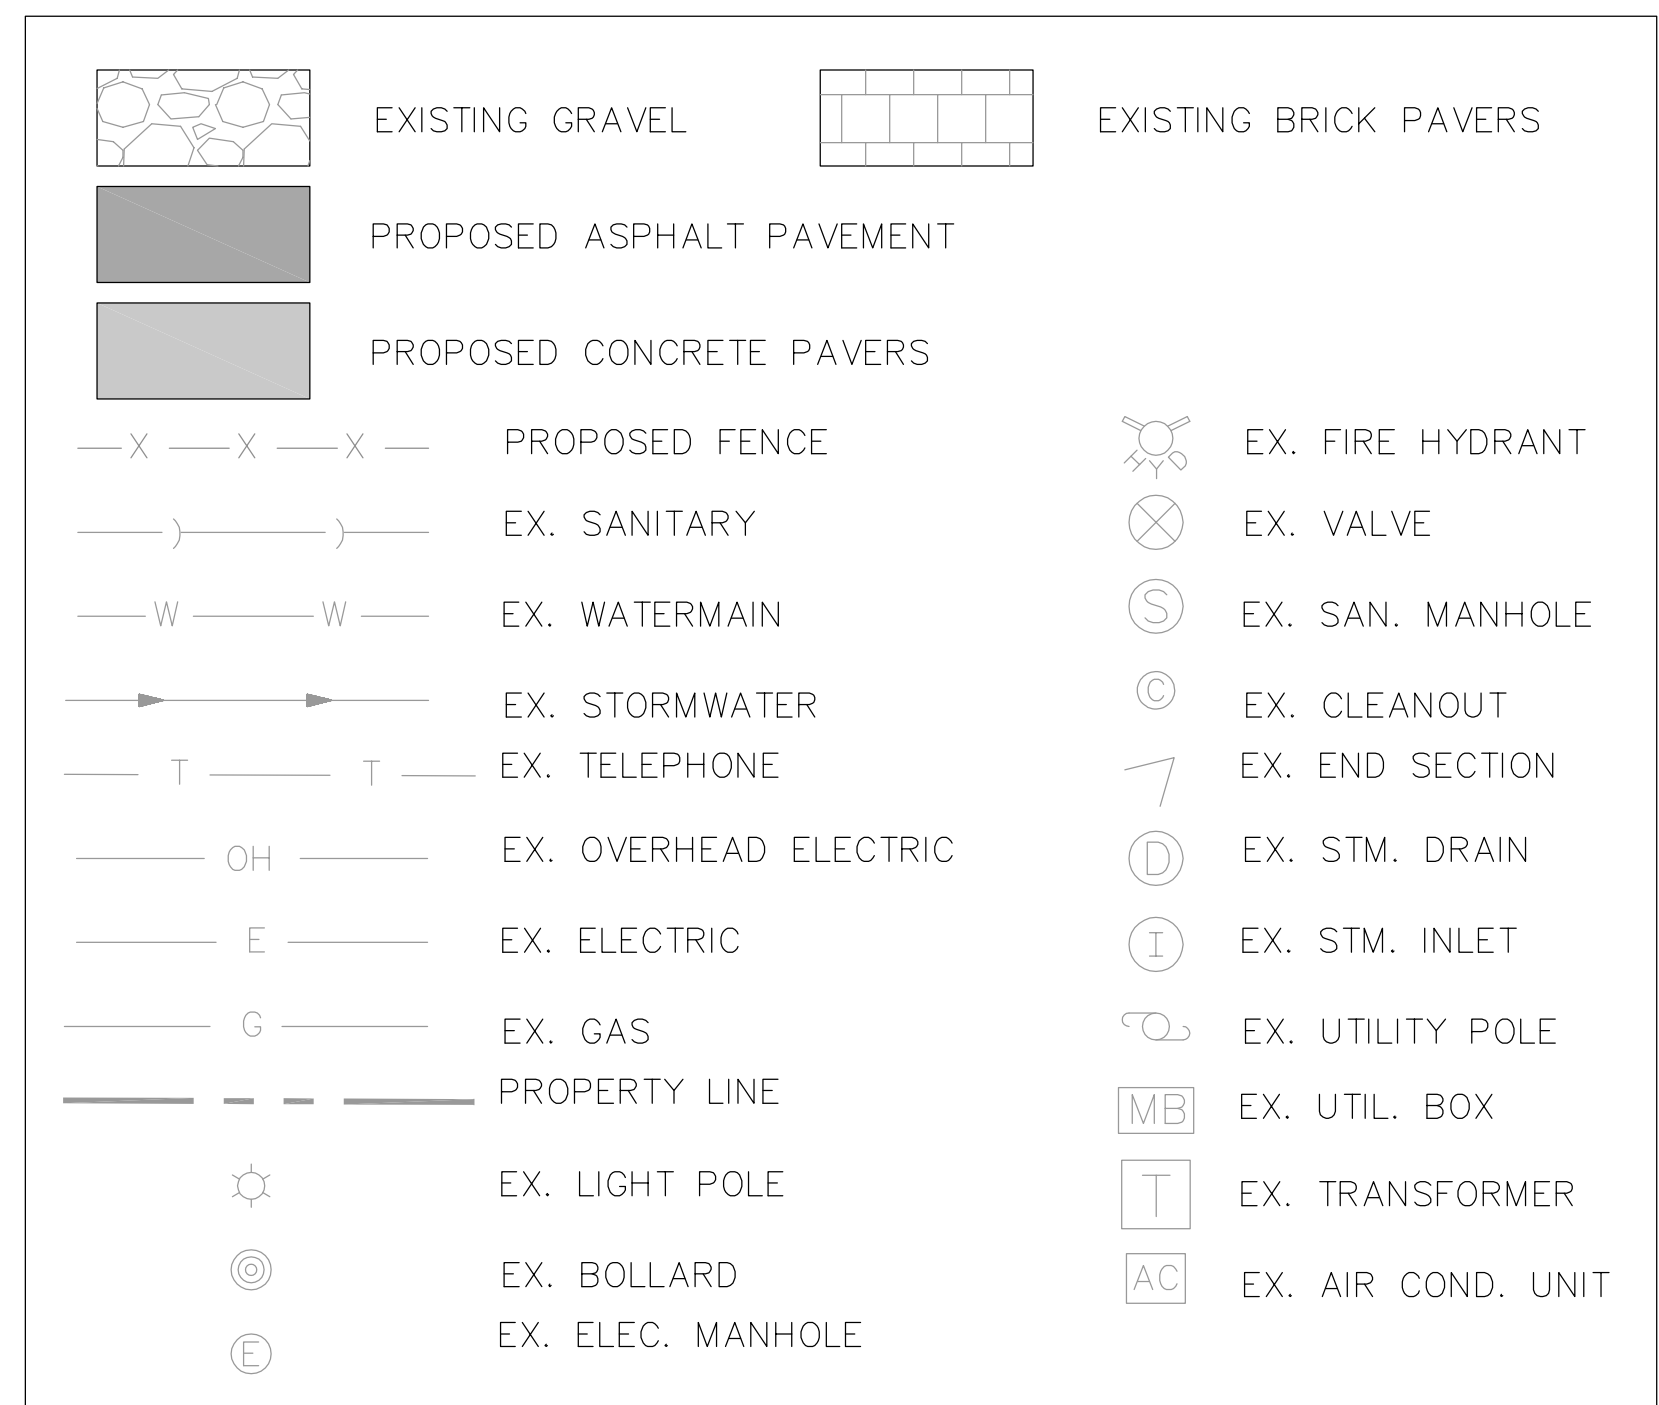 EXISTING GRAVEL
EXISTING BRICK PAVERS
PROPOSED ASPHALT PAVEMENT
PROPOSED CONCRETE PAVERS
X X X PROPOSED FENCE
EX. SANITARY
W W EX. WATERMAIN
EX. STORMWATER
T T EX. TELEPHONE
OH EX. OVERHEAD ELECTRIC
E EX. ELECTRIC
G EX. GAS
PROPERTY LINE
EX. LIGHT POLE
EX. BOLLARD
E EX. ELEC. MANHOLE
HYD EX. FIRE HYDRANT
EX. VALVE
S EX. SAN. MANHOLE
C EX. CLEANOUT
EX. END SECTION
D EX. STM. DRAIN
I EX. STM. INLET
EX. UTILITY POLE
MB EX. UTIL. BOX
T EX. TRANSFORMER
AC EX. AIR COND. UNIT